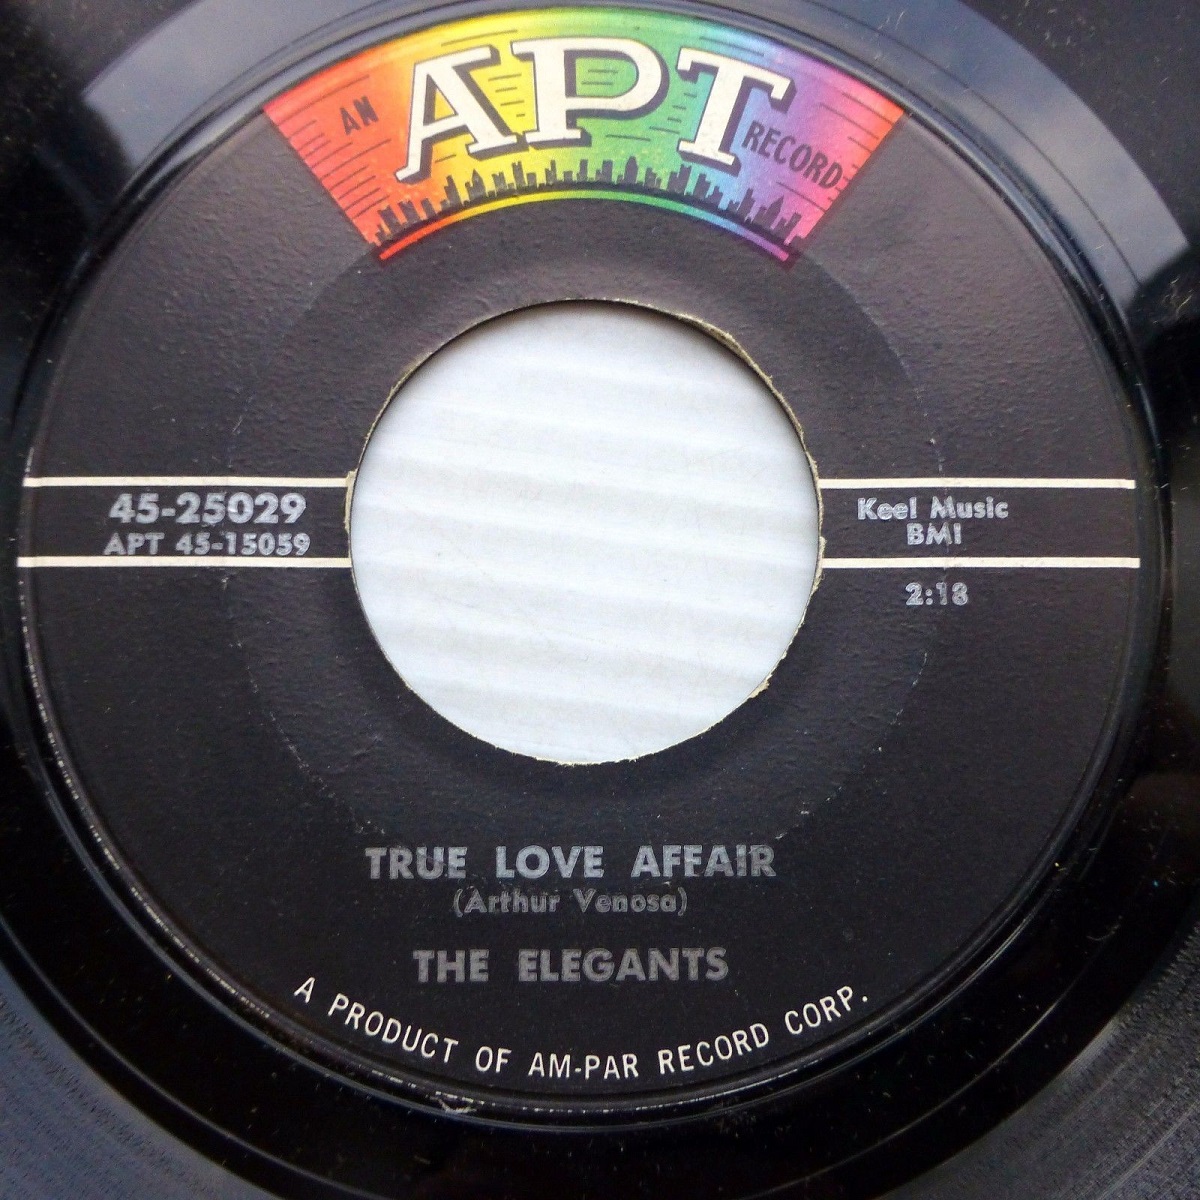 AN APT RECORD
45-25029
APT 45-15059
Keel Music
BMI
2:18
TRUE LOVE AFFAIR
(Arthur Venosa)
THE ELEGANTS
A PRODUCT OF AM-PAR RECORD CORP.